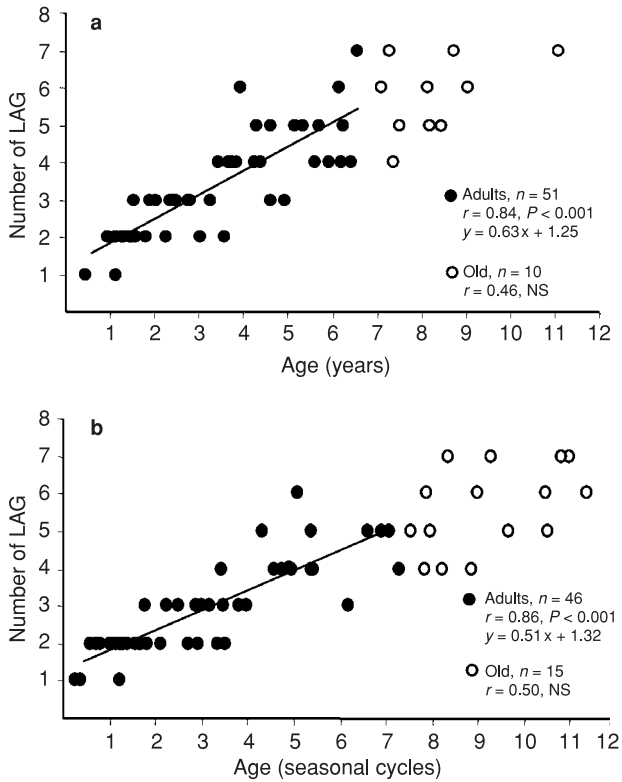 a
Number of LAG
8
7
6
5
4
3
2
1
Adults, n = 51
r = 0.84, P < 0.001
y = 0.63x + 1.25
Old, n = 10
r = 0.46, NS
1 2 3 4 5 6 7 8 9 10 11 12
Age (years)
b
Number of LAG
8
7
6
5
4
3
2
1
Adults, n = 46
r = 0.86, P < 0.001
y = 0.51x + 1.32
Old, n = 15
r = 0.50, NS
1 2 3 4 5 6 7 8 9 10 11 12
Age (seasonal cycles)